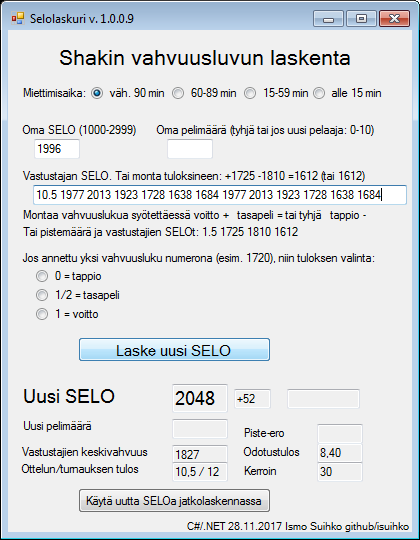 Selolaskuri v. 1.0.0.9
Shakin vahvuusluvun laskenta
Miettimisaika: väh. 90 min 60-89 min 15-59 min alle 15 min
Oma SELO (1000-2999) Oma pelimäärä (tyhjä tai jos uusi pelaaja: 0-10)
1996
Vastustajan SELO. Tai monta tuloksineen: +1725 -1810 =1612 (tai 1612)
10.5 1977 2013 1923 1728 1638 1684 1977 2013 1923 1728 1638 1684
Montaa vahvuuslukua syötettäessä voitto + tasapeli = tai tyhjä tappio -
Tai pistemäärä ja vastustajien SELOt: 1.5 1725 1810 1612
Jos annettu yksi vahvuusluku numerona (esim. 1720), niin tuloksen valinta:
0 = tappio
1/2 = tasapeli
1 = voitto
Laske uusi SELO
Uusi SELO 2048 +52
Uusi pelimäärä
Piste-ero
Vastustajien keskivahvuus 1827 Odotustulos 8,40
Ottelun/turnauksen tulos 10,5 / 12 Kerroin 30
Käytä uutta SELOa jatkolaskennassa
C#/.NET 28.11.2017 Ismo Suihko github/isuihko